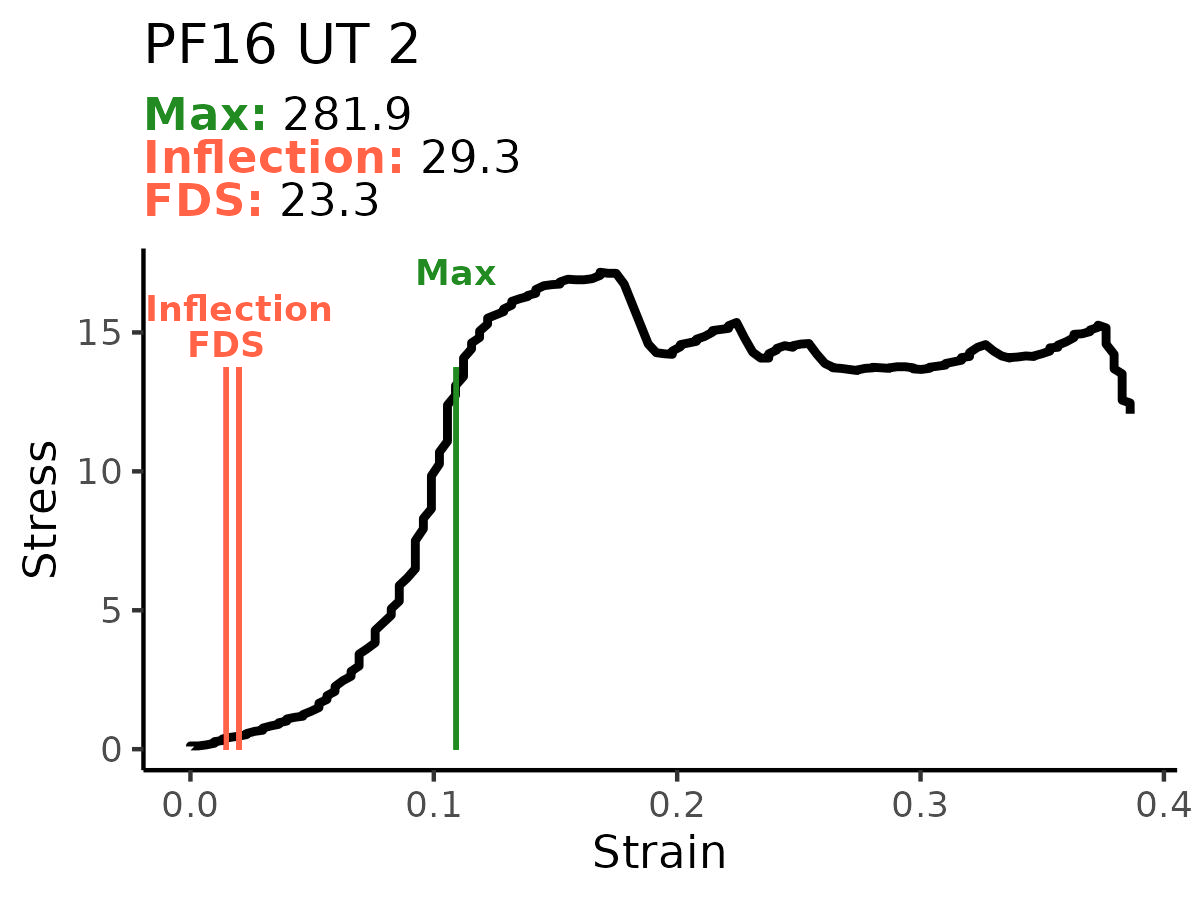 PF16 UT 2
Max: 281.9
Inflection: 29.3
FDS: 23.3
Max
Inflection
FDS
15
10
5
0
Stress
0.0 0.1 0.2 0.3 0.4
Strain